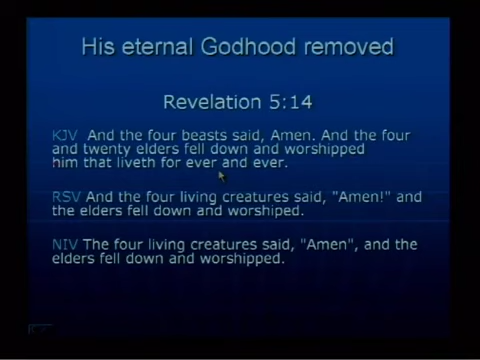 His eternal Godhood removed
Revelation 5:14
KJV And the four beasts said, Amen. And the four
and twenty elders fell down and worshipped
him that liveth for ever and ever.
RSV And the four living creatures said, "Amen!" and
the elders fell down and worshiped.
NIV The four living creatures said, "Amen", and the
elders fell down and worshipped.